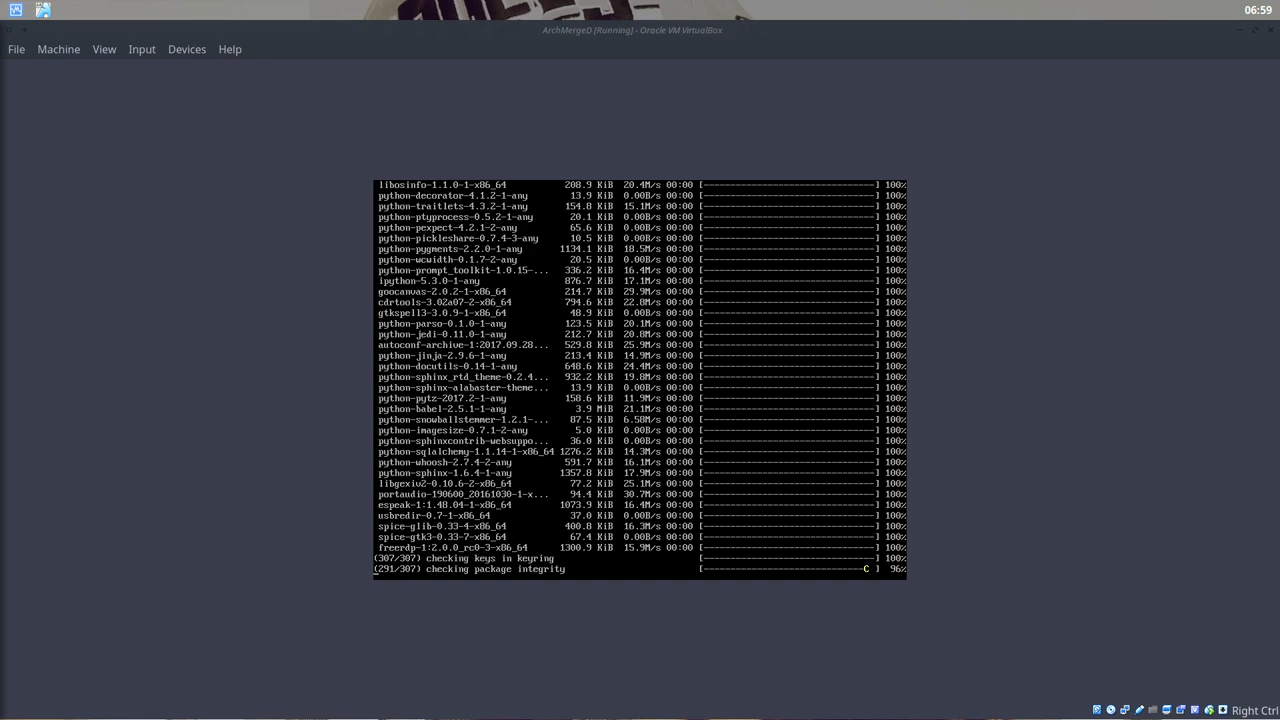 06:59
ArchMergeD [Running] - Oracle VM VirtualBox
File Machine View Input Devices Help
libosinfo-1.1.0-1-x86_64 208.9 KiB 20.4M/s 00:00 [--------------------------------] 100%
python-decorator-4.1.2-1-any 13.9 KiB 0.00B/s 00:00 [--------------------------------] 100%
python-traitlets-4.3.2-1-any 154.8 KiB 15.1M/s 00:00 [--------------------------------] 100%
python-ptyprocess-0.5.2-1-any 20.1 KiB 0.00B/s 00:00 [--------------------------------] 100%
python-pexpect-4.2.1-2-any 65.6 KiB 0.00B/s 00:00 [--------------------------------] 100%
python-pickleshare-0.7.4-3-any 10.5 KiB 0.00B/s 00:00 [--------------------------------] 100%
python-pygments-2.2.0-1-any 1134.1 KiB 18.5M/s 00:00 [--------------------------------] 100%
python-wcwidth-0.1.7-2-any 20.5 KiB 0.00B/s 00:00 [--------------------------------] 100%
python-prompt_toolkit-1.0.15-... 336.2 KiB 16.4M/s 00:00 [--------------------------------] 100%
ipython-5.3.0-1-any 876.7 KiB 17.1M/s 00:00 [--------------------------------] 100%
goocanvas-2.0.2-1-x86_64 214.7 KiB 29.9M/s 00:00 [--------------------------------] 100%
cdrtools-3.02a07-2-x86_64 794.6 KiB 22.8M/s 00:00 [--------------------------------] 100%
gtkspell3-3.0.9-1-x86_64 48.9 KiB 0.00B/s 00:00 [--------------------------------] 100%
python-parso-0.1.0-1-any 123.5 KiB 20.1M/s 00:00 [--------------------------------] 100%
python-jedi-0.11.0-1-any 212.7 KiB 20.8M/s 00:00 [--------------------------------] 100%
autoconf-archive-1:2017.09.28... 529.8 KiB 25.9M/s 00:00 [--------------------------------] 100%
python-jinja-2.9.6-1-any 213.4 KiB 14.9M/s 00:00 [--------------------------------] 100%
python-docutils-0.14-1-any 648.6 KiB 24.4M/s 00:00 [--------------------------------] 100%
python-sphinx_rtd_theme-0.2.4... 932.2 KiB 19.8M/s 00:00 [--------------------------------] 100%
python-sphinx-alabaster-theme... 13.9 KiB 0.00B/s 00:00 [--------------------------------] 100%
python-pytz-2017.2-1-any 158.6 KiB 11.9M/s 00:00 [--------------------------------] 100%
python-babel-2.5.1-1-any 3.9 MiB 21.1M/s 00:00 [--------------------------------] 100%
python-snowballstemmer-1.2.1-... 87.5 KiB 6.58M/s 00:00 [--------------------------------] 100%
python-imagesize-0.7.1-2-any 5.0 KiB 0.00B/s 00:00 [--------------------------------] 100%
python-sphinxcontrib-websuppo... 36.0 KiB 0.00B/s 00:00 [--------------------------------] 100%
python-sqlalchemy-1.1.14-1-x86_64 1276.2 KiB 14.3M/s 00:00 [--------------------------------] 100%
python-whoosh-2.7.4-2-any 591.7 KiB 16.1M/s 00:00 [--------------------------------] 100%
python-sphinx-1.6.4-1-any 1357.8 KiB 17.9M/s 00:00 [--------------------------------] 100%
libgexiv2-0.10.6-2-x86_64 77.2 KiB 25.1M/s 00:00 [--------------------------------] 100%
portaudio-190600_20161030-1-x... 94.4 KiB 30.7M/s 00:00 [--------------------------------] 100%
espeak-1:1.48.04-1-x86_64 1073.9 KiB 16.4M/s 00:00 [--------------------------------] 100%
usbredir-0.7-1-x86_64 37.0 KiB 0.00B/s 00:00 [--------------------------------] 100%
spice-glib-0.33-4-x86_64 400.8 KiB 16.3M/s 00:00 [--------------------------------] 100%
spice-gtk3-0.33-7-x86_64 67.4 KiB 0.00B/s 00:00 [--------------------------------] 100%
freerdp-1:2.0.0_rc0-3-x86_64 1300.9 KiB 15.9M/s 00:00 [--------------------------------] 100%
(307/307) checking keys in keyring [--------------------------------] 100%
(291/307) checking package integrity [------------------------------C ] 96%
Right Ctrl